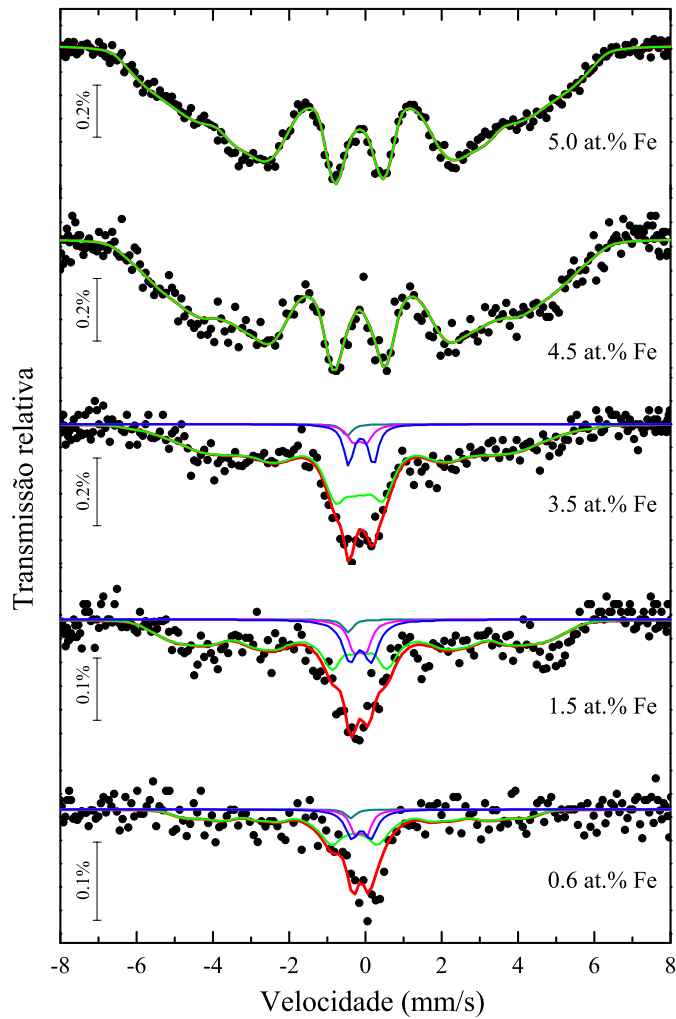 0.2%
5.0 at.% Fe
0.2%
4.5 at.% Fe
Transmissão relativa
0.2%
3.5 at.% Fe
0.1%
1.5 at.% Fe
0.1%
0.6 at.% Fe
-8 -6 -4 -2 0 2 4 6 8
Velocidade (mm/s)